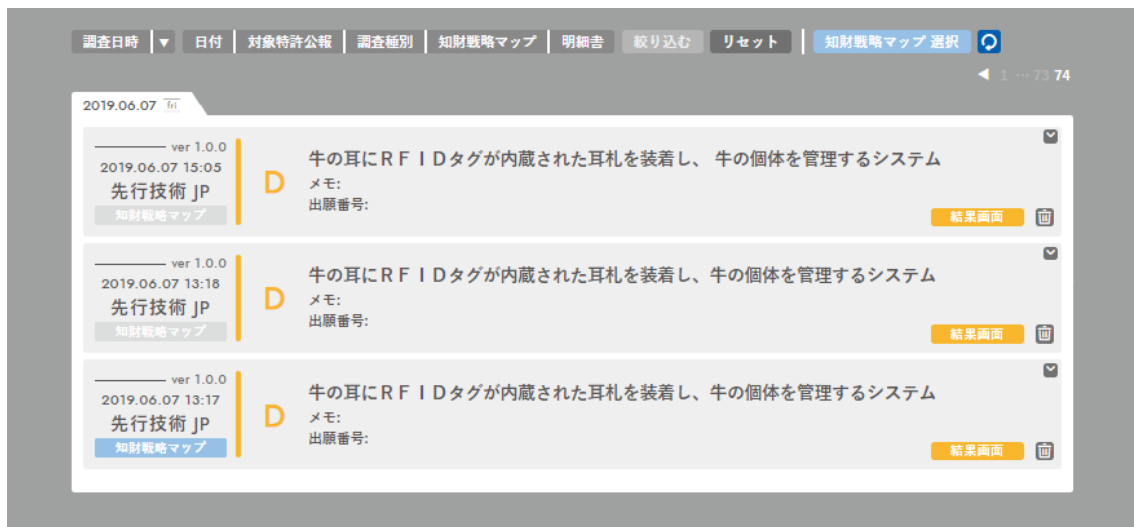 調査日時 ▼ 日付 対象特許公報 調査種別 知財戦略マップ 明細書 絞り込む リセット 知財戦略マップ 選択
◀ 1 … 73 74
2019.06.07 fri
ver 1.0.0
2019.06.07 15:05
先行技術 JP
知財戦略マップ
D
牛の耳にRFIDタグが内蔵された耳札を装着し、 牛の個体を管理するシステム
メモ:
出願番号:
結果画面
ver 1.0.0
2019.06.07 13:18
先行技術 JP
知財戦略マップ
D
牛の耳にRFIDタグが内蔵された耳札を装着し、牛の個体を管理するシステム
メモ:
出願番号:
結果画面
ver 1.0.0
2019.06.07 13:17
先行技術 JP
知財戦略マップ
D
牛の耳にRFIDタグが内蔵された耳札を装着し、牛の個体を管理するシステム
メモ:
出願番号:
結果画面